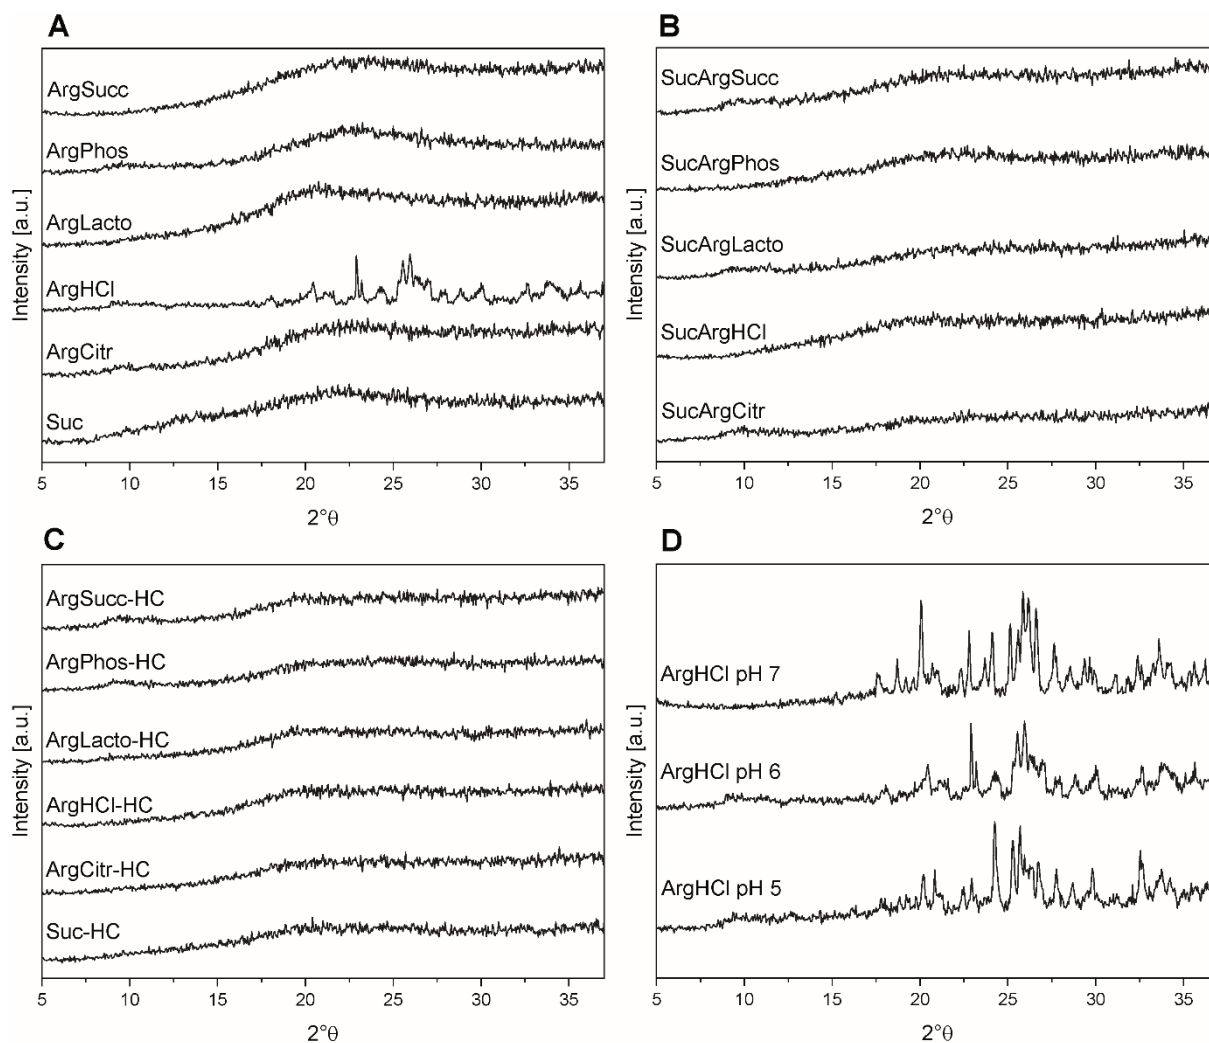 A
Intensity [a.u.]
ArgSucc
ArgPhos
ArgLacto
ArgHCl
ArgCitr
Suc
5 10 15 20 25 30 35
2°θ
B
Intensity [a.u.]
SucArgSucc
SucArgPhos
SucArgLacto
SucArgHCl
SucArgCitr
5 10 15 20 25 30 35
2°θ
C
Intensity [a.u.]
ArgSucc-HC
ArgPhos-HC
ArgLacto-HC
ArgHCl-HC
ArgCitr-HC
Suc-HC
5 10 15 20 25 30 35
2°θ
D
Intensity [a.u.]
ArgHCl pH 7
ArgHCl pH 6
ArgHCl pH 5
5 10 15 20 25 30 35
2°θ